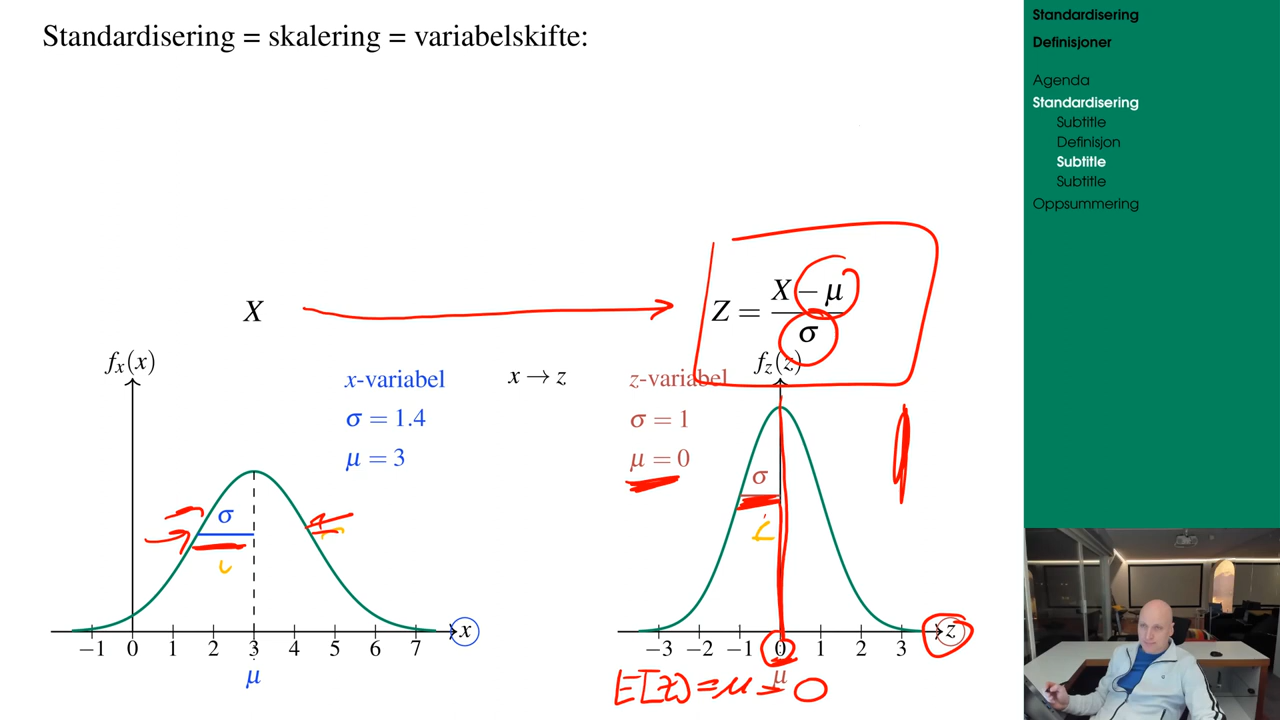 Standardisering = skalering = variabelskifte:
X
Z = X − μ / σ
f_x(x)
x-variabel
σ = 1.4
μ = 3
x → z
z-variabel
σ = 1
μ = 0
f_z(z)
σ
σ
−1 0 1 2 3 4 5 6 7 x
μ
−3 −2 −1 0 1 2 3 z
μ
= μ = 0
Standardisering
Definisjoner
Agenda
Standardisering
Subtitle
Definisjon
Subtitle
Subtitle
Oppsummering